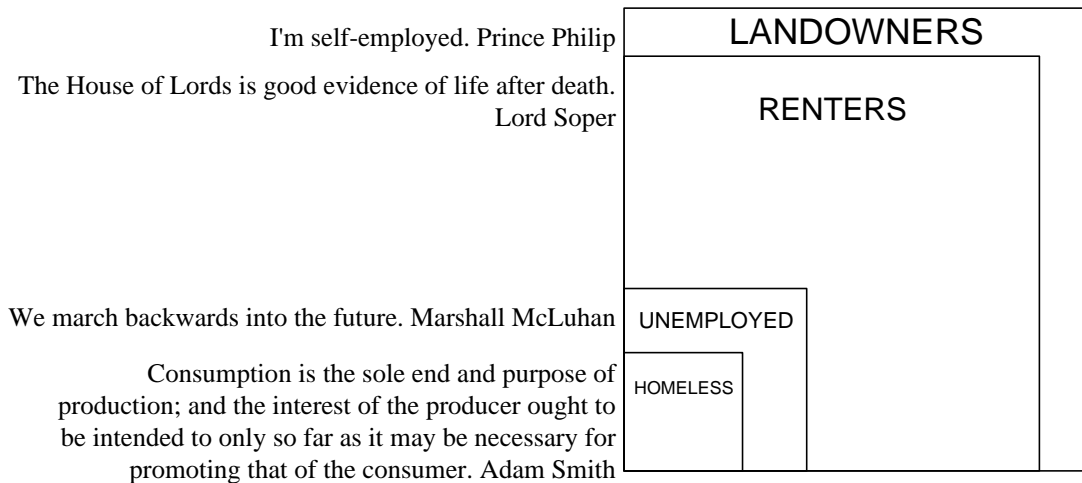 I'm self-employed. Prince Philip
LANDOWNERS
The House of Lords is good evidence of life after death.
Lord Soper
RENTERS
We march backwards into the future. Marshall McLuhan
UNEMPLOYED
Consumption is the sole end and purpose of
production; and the interest of the producer ought to
be intended to only so far as it may be necessary for
promoting that of the consumer. Adam Smith
HOMELESS